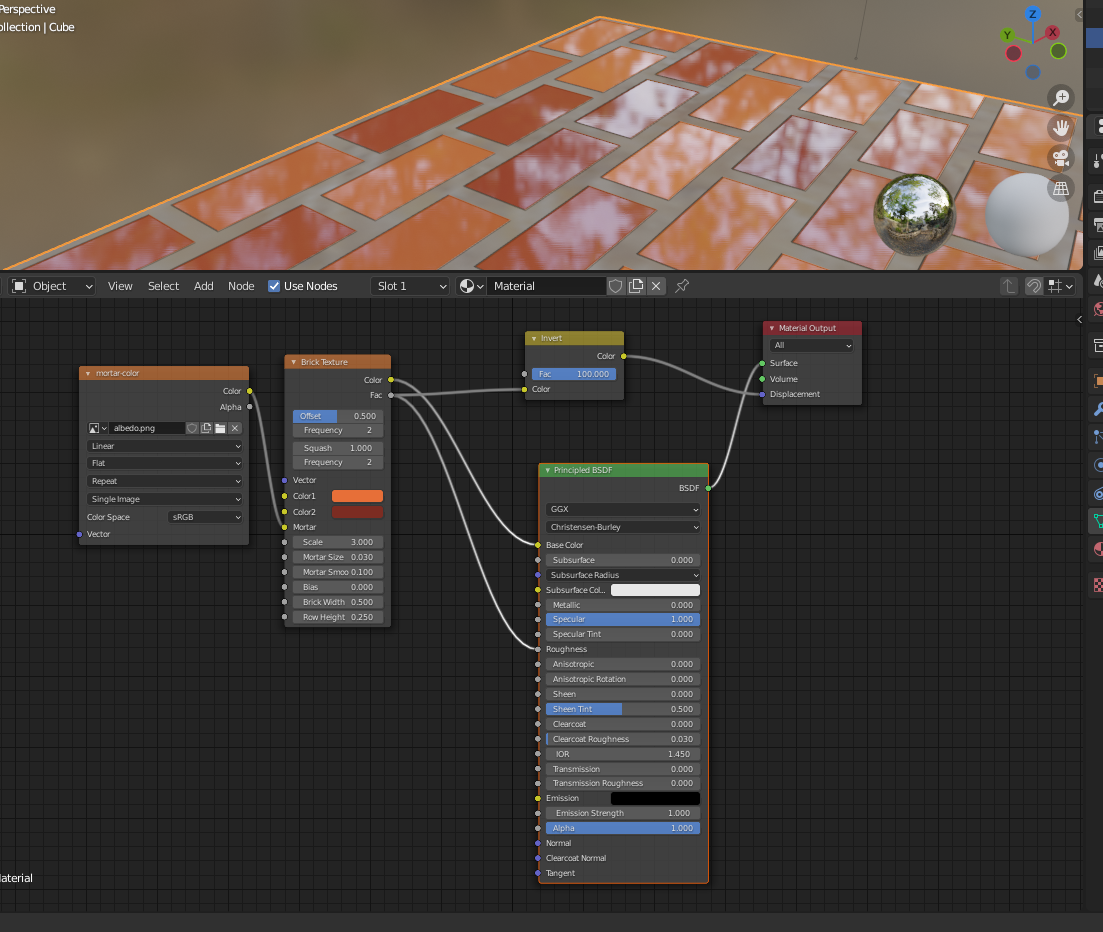 Perspective
ollection | Cube
Z
Y
X
Object
View
Select
Add
Node
Use Nodes
Slot 1
Material
mortar-color
Color
Alpha
albedo.png
Linear
Flat
Repeat
Single Image
Color Space sRGB
Vector
Brick Texture
Color
Fac
Offset 0.500
Frequency 2
Squash 1.000
Frequency 2
Vector
Color1
Color2
Mortar
Scale 3.000
Mortar Size 0.030
Mortar Smoo 0.100
Bias 0.000
Brick Width 0.500
Row Height 0.250
Invert
Color
Fac 100.000
Color
Material Output
All
Surface
Volume
Displacement
Principled BSDF
BSDF
GGX
Christensen-Burley
Base Color
Subsurface 0.000
Subsurface Radius
Subsurface Col..
Metallic 0.000
Specular 1.000
Specular Tint 0.000
Roughness
Anisotropic 0.000
Anisotropic Rotation 0.000
Sheen 0.000
Sheen Tint 0.500
Clearcoat 0.000
Clearcoat Roughness 0.030
IOR 1.450
Transmission 0.000
Transmission Roughness 0.000
Emission
Emission Strength 1.000
Alpha 1.000
Normal
Clearcoat Normal
Tangent
aterial